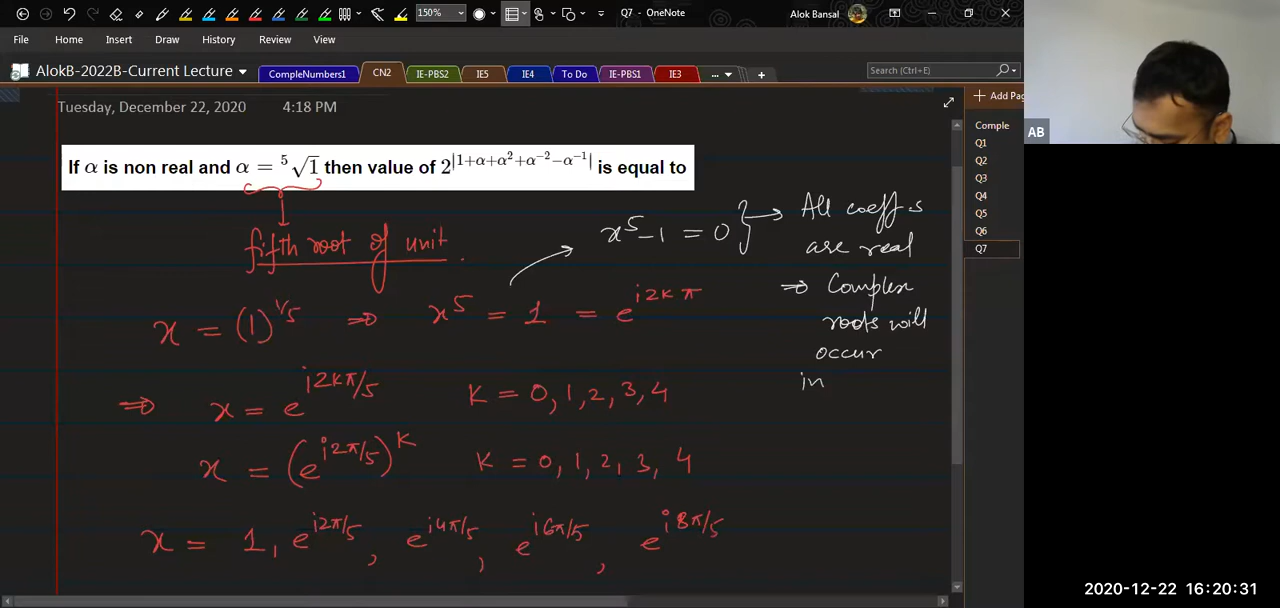 150%
Q7 - OneNote
Alok Bansal
File Home Insert Draw History Review View
AlokB-2022B-Current Lecture
CompleNumbers1 CN2 IE-PBS2 IE5 IE4 To Do IE-PBS1 IE3 ... +
Search (Ctrl+E)
Tuesday, December 22, 2020 4:18 PM
+ Add Pag
Comple
Q1
Q2
Q3
Q4
Q5
Q6
Q7
AB
If α is non real and α = ⁵√1 then value of 2^|1+α+α²+α⁻²−α⁻¹| is equal to
fifth root of unit.
x⁵-1 = 0 } → All coeff.s
are real
⇒ Complex
roots will
occur
in
x = (1)^1/5 ⇒ x⁵ = 1 = e^i2kπ
⇒ x = e^i2kπ/5 K = 0, 1, 2, 3, 4
x = (e^i2π/5)^K K = 0, 1, 2, 3, 4
x = 1, e^i2π/5, e^i4π/5, e^i6π/5, e^i8π/5
2020-12-22 16:20:31